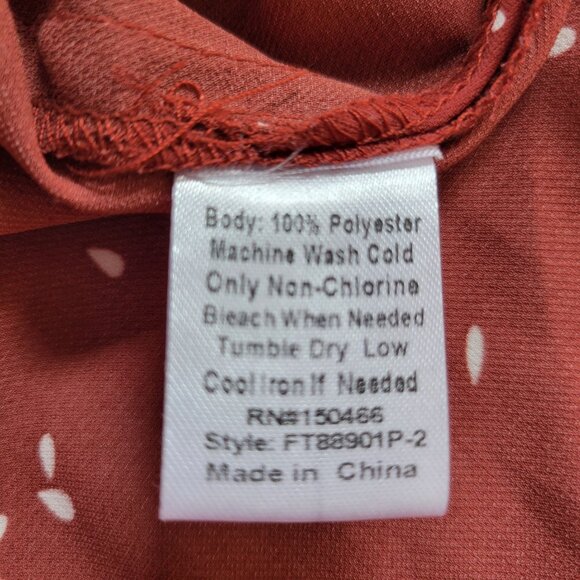 Body: 100% Polyester
Machine Wash Cold
Only Non-Chlorine
Bleach When Needed
Tumble Dry Low
Cool Iron If Needed
RN#150466
Style: FT88901P-2
Made in China